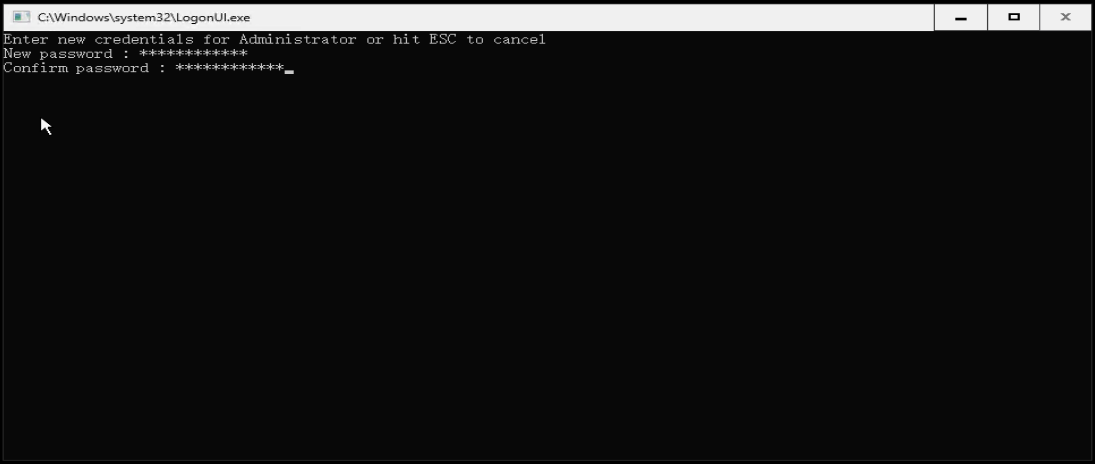 C:\Windows\system32\LogonUI.exe
Enter new credentials for Administrator or hit ESC to cancel
New password : ************
Confirm password : ************